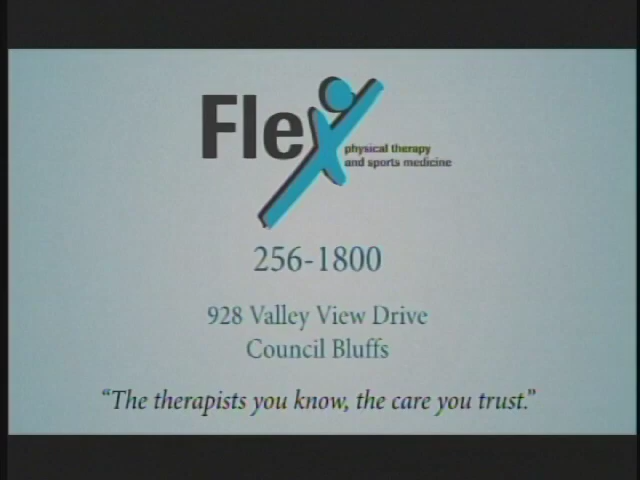 Flex
physical therapy
and sports medicine
256-1800
928 Valley View Drive
Council Bluffs
“The therapists you know, the care you trust.”